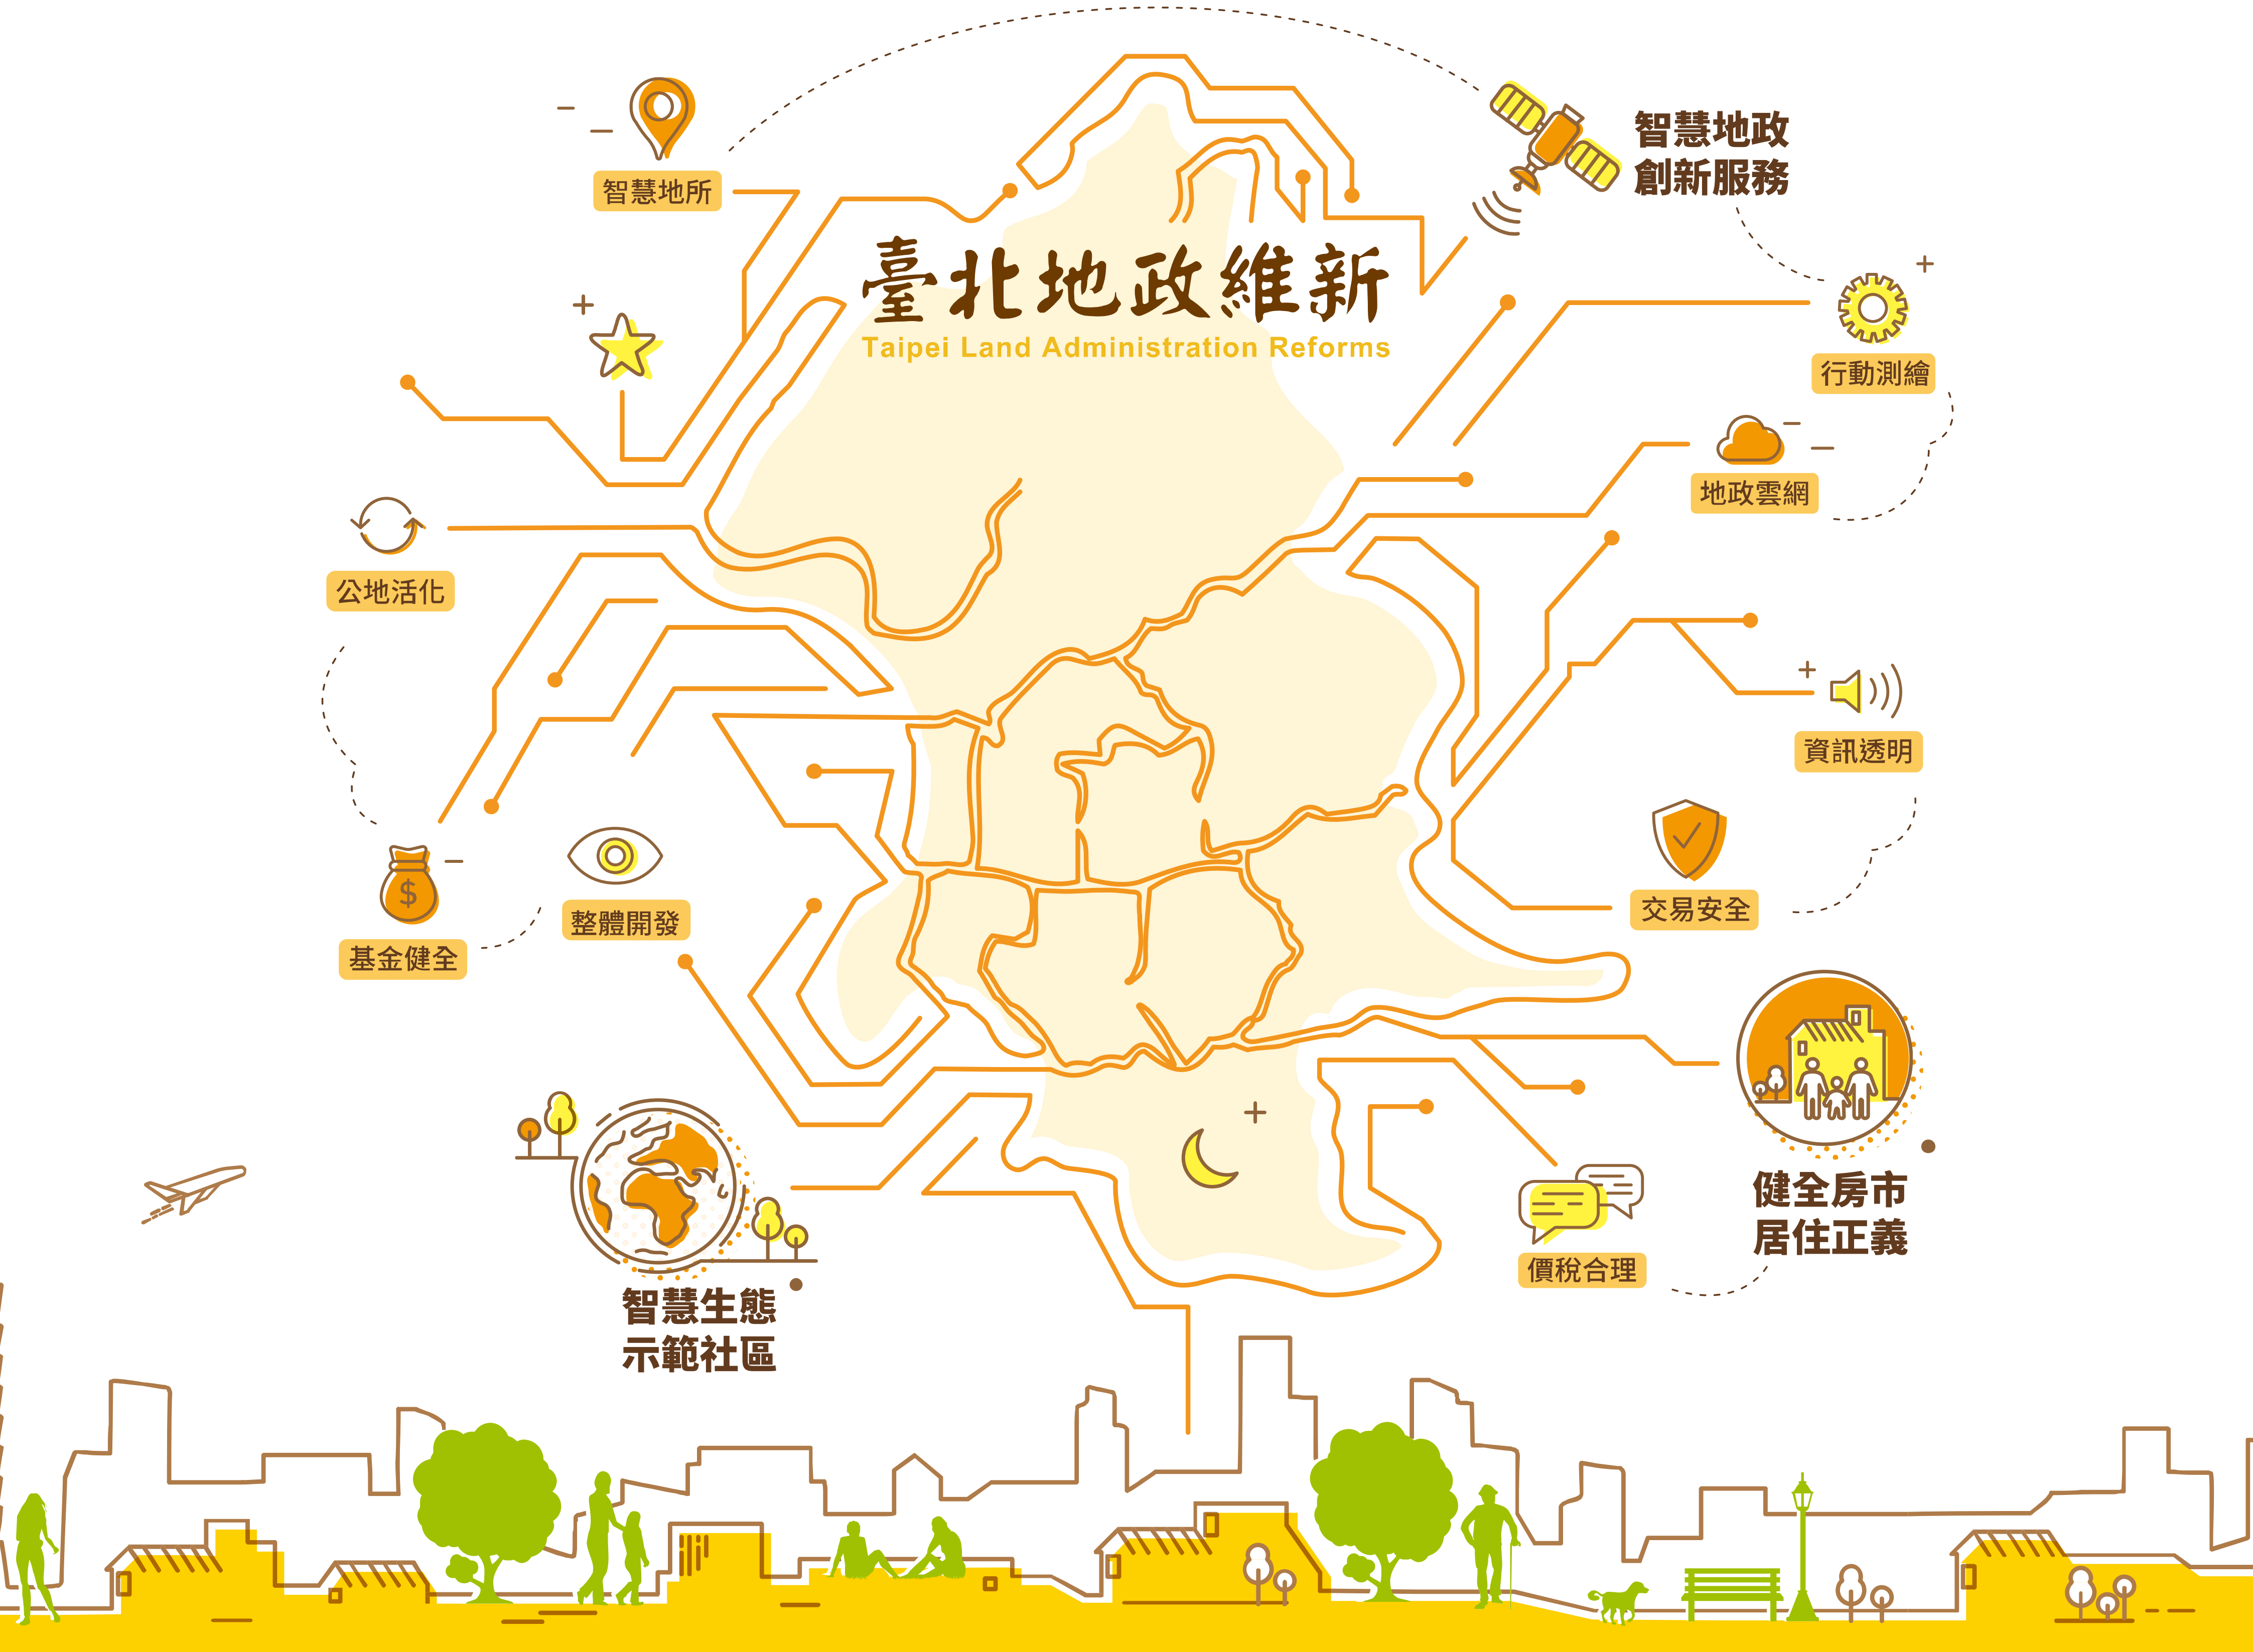 臺北地政維新
Taipei Land Administration Reforms
智慧地政
創新服務
智慧地所
行動測繪
地政雲網
公地活化
資訊透明
交易安全
整體開發
基金健全
$
健全房市
居住正義
價稅合理
智慧生態
示範社區